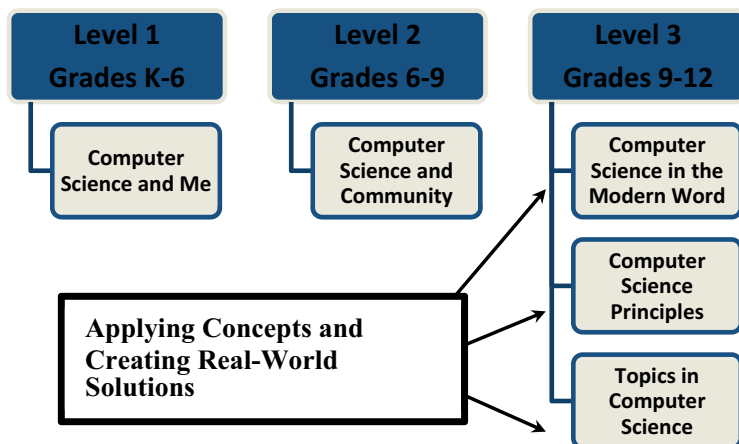 Level 1
Grades K-6
Level 2
Grades 6-9
Level 3
Grades 9-12
Computer
Science and Me
Computer
Science and
Community
Computer
Science in the
Modern Word
Computer
Science
Principles
Applying Concepts and
Creating Real-World
Solutions
Topics in
Computer
Science